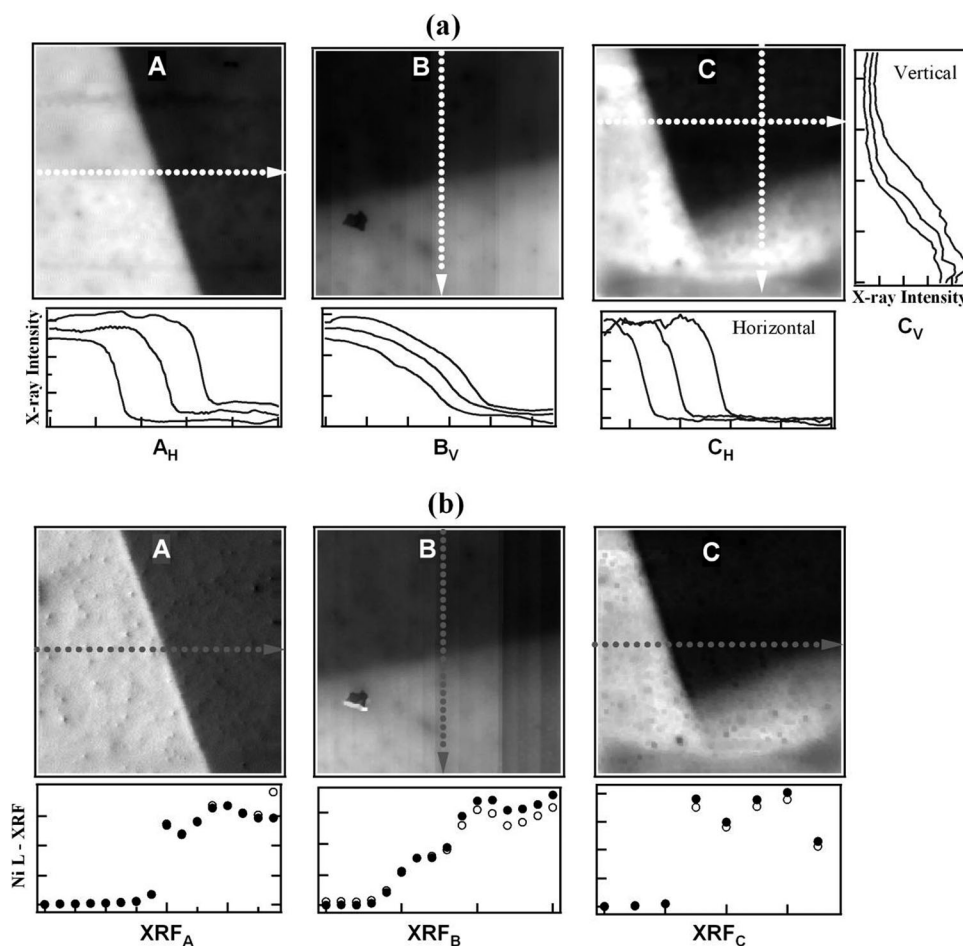 (a)
A
B
C
Vertical
X-ray Intensity
C_V
X-ray Intensity
Horizontal
A_H
B_V
C_H
(b)
A
B
C
Ni L - XRF
XRF_A
XRF_B
XRF_C